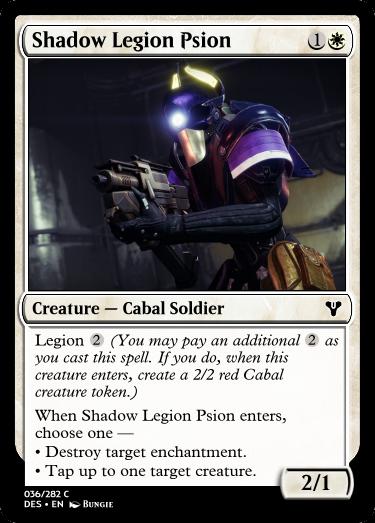 Shadow Legion Psion 1
Creature — Cabal Soldier
Legion 2 (You may pay an additional 2 as
you cast this spell. If you do, when this
creature enters, create a 2/2 red Cabal
creature token.)
When Shadow Legion Psion enters,
choose one —
• Destroy target enchantment.
• Tap up to one target creature.
2/1
036/282 C
DES • EN Bungie